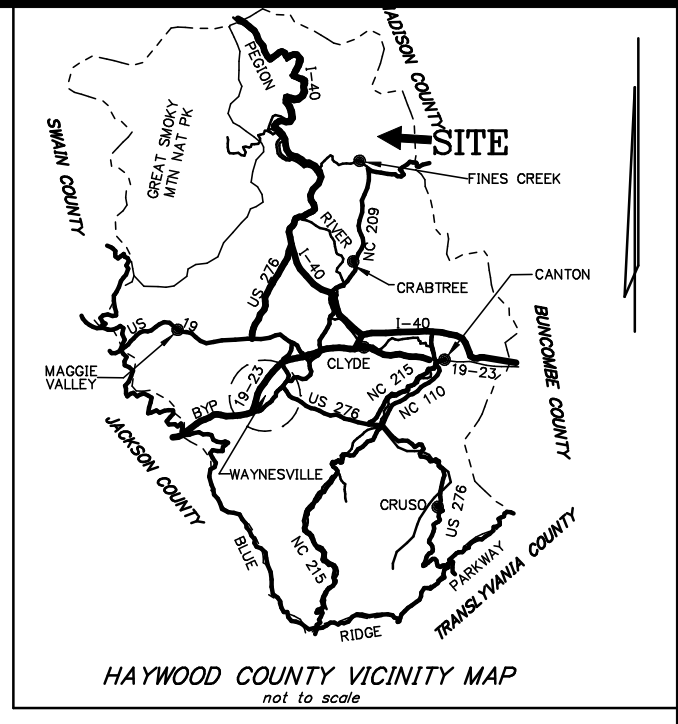 ADISON COUNTY
PEGION
I-40
GREAT SMOKY
MTN NAT PK
SWAIN COUNTY
SITE
FINES CREEK
RIVER
NC 209
US 276
I-40
CRABTREE
CANTON
US 19
I-40
BUNCOMBE COUNTY
MAGGIE
VALLEY
CLYDE
19-23
NC 215
NC 110
BYP 19-23
US 276
JACKSON COUNTY
WAYNESVILLE
CRUSO
US 276
BLUE
NC 215
PARKWAY
TRANSLYVANIA COUNTY
RIDGE
HAYWOOD COUNTY VICINITY MAP
not to scale